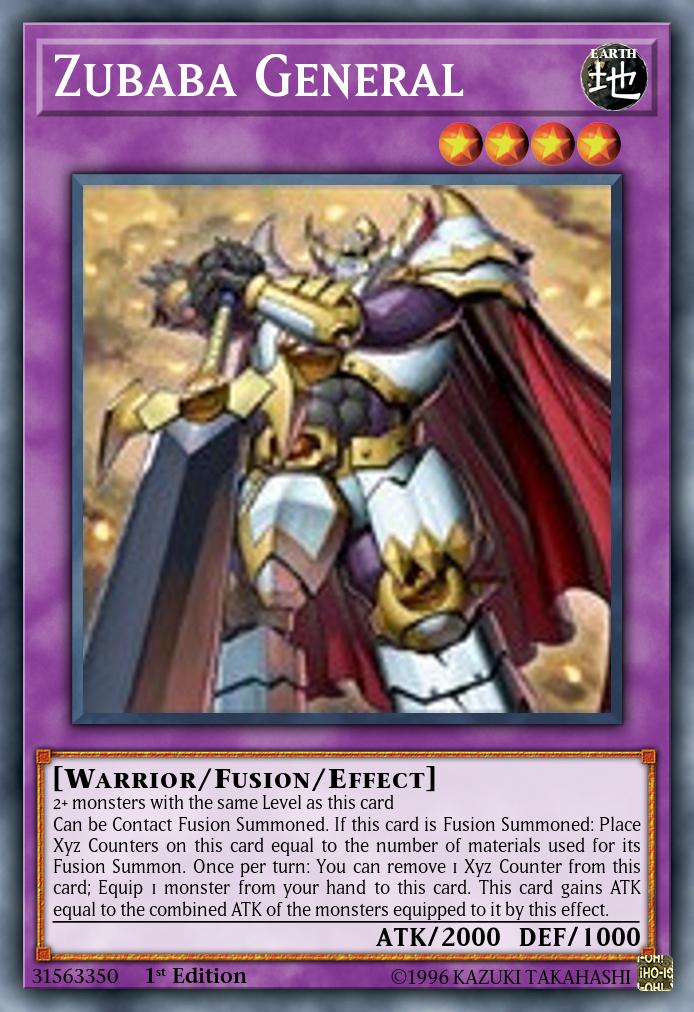 Zubaba General
EARTH
地
[Warrior/Fusion/Effect]
2+ monsters with the same Level as this card
Can be Contact Fusion Summoned. If this card is Fusion Summoned: Place
Xyz Counters on this card equal to the number of materials used for its
Fusion Summon. Once per turn: You can remove 1 Xyz Counter from this
card; Equip 1 monster from your hand to this card. This card gains ATK
equal to the combined ATK of the monsters equipped to it by this effect.
ATK/2000 DEF/1000
31563350 1st Edition ©1996 KAZUKI TAKAHASHI